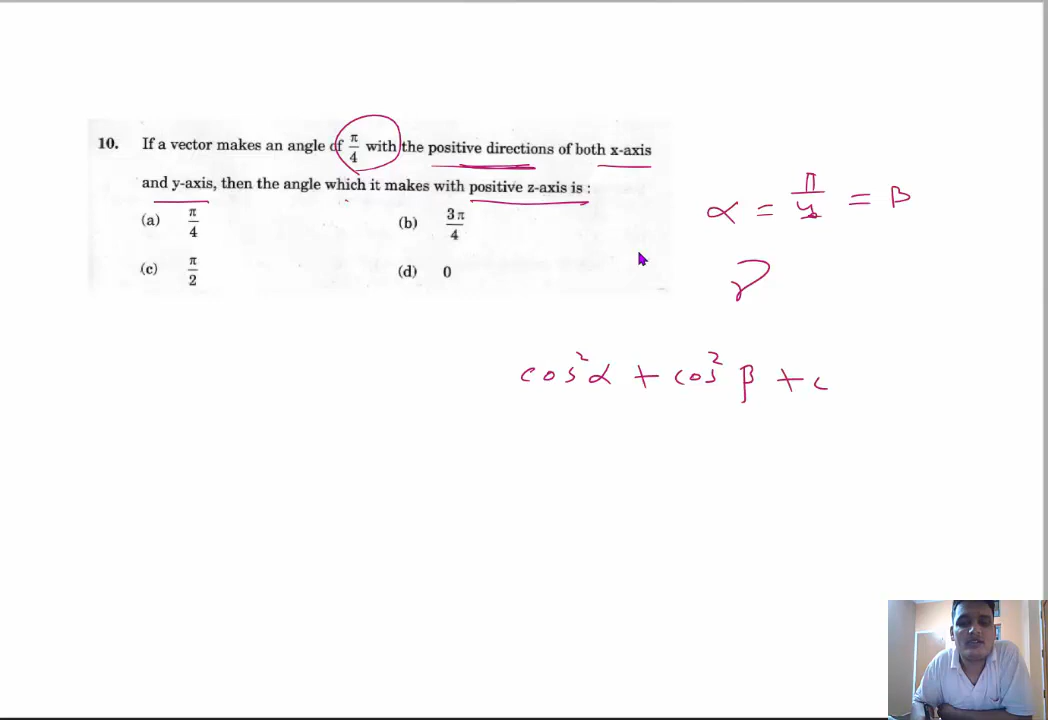 10. If a vector makes an angle of π/4 with the positive directions of both x-axis
and y-axis, then the angle which it makes with positive z-axis is :
(a) π/4 (b) 3π/4
(c) π/2 (d) 0
α = π/4 = β
γ
cos²α + cos²β + c